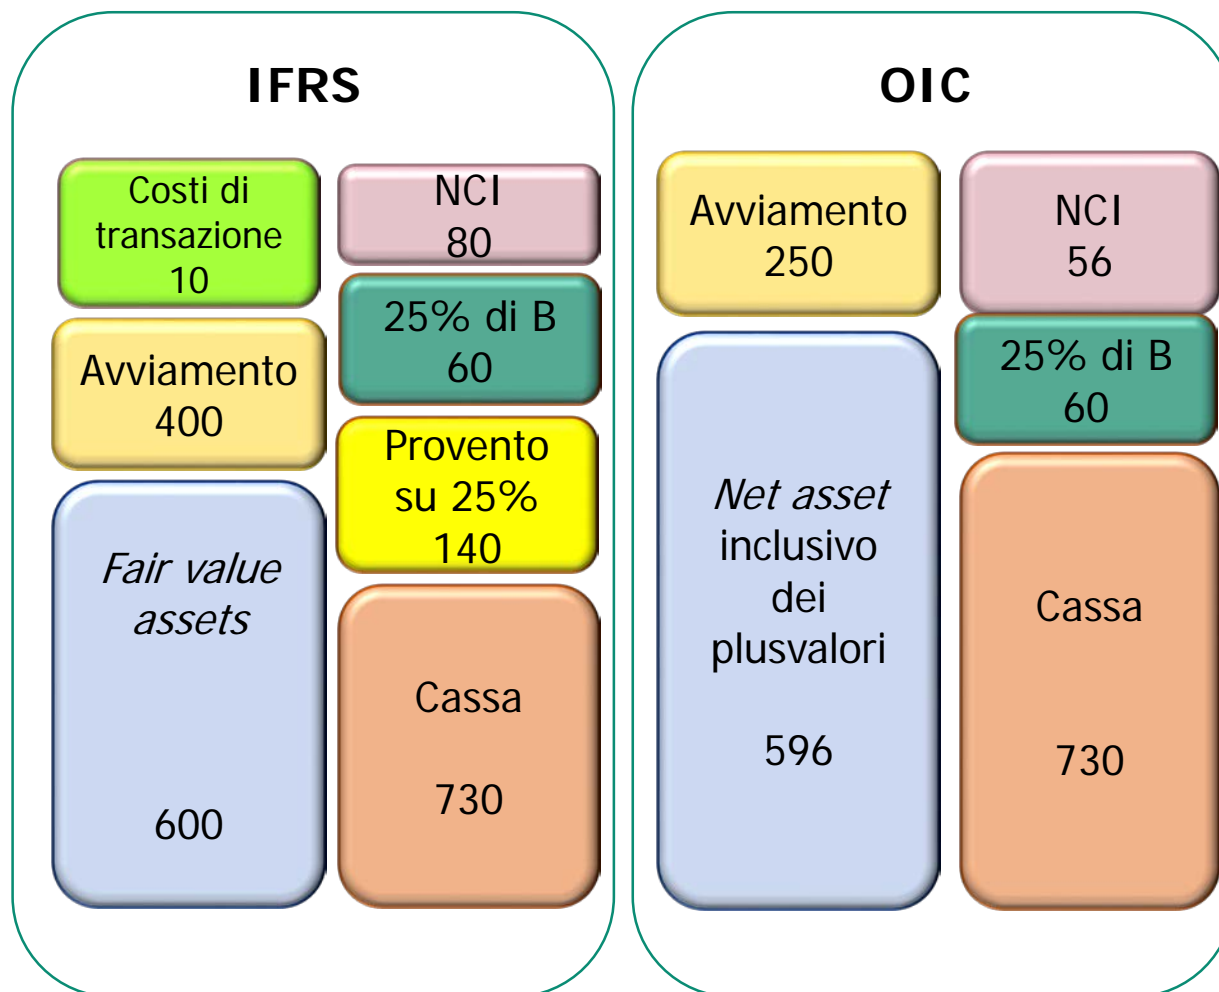 IFRS
Costi di
transazione
10
Avviamento
400
Fair value
assets
600
NCI
80
25% di B
60
Provento
su 25%
140
Cassa
730
OIC
Avviamento
250
Net asset
inclusivo
dei
plusvalori
596
NCI
56
25% di B
60
Cassa
730